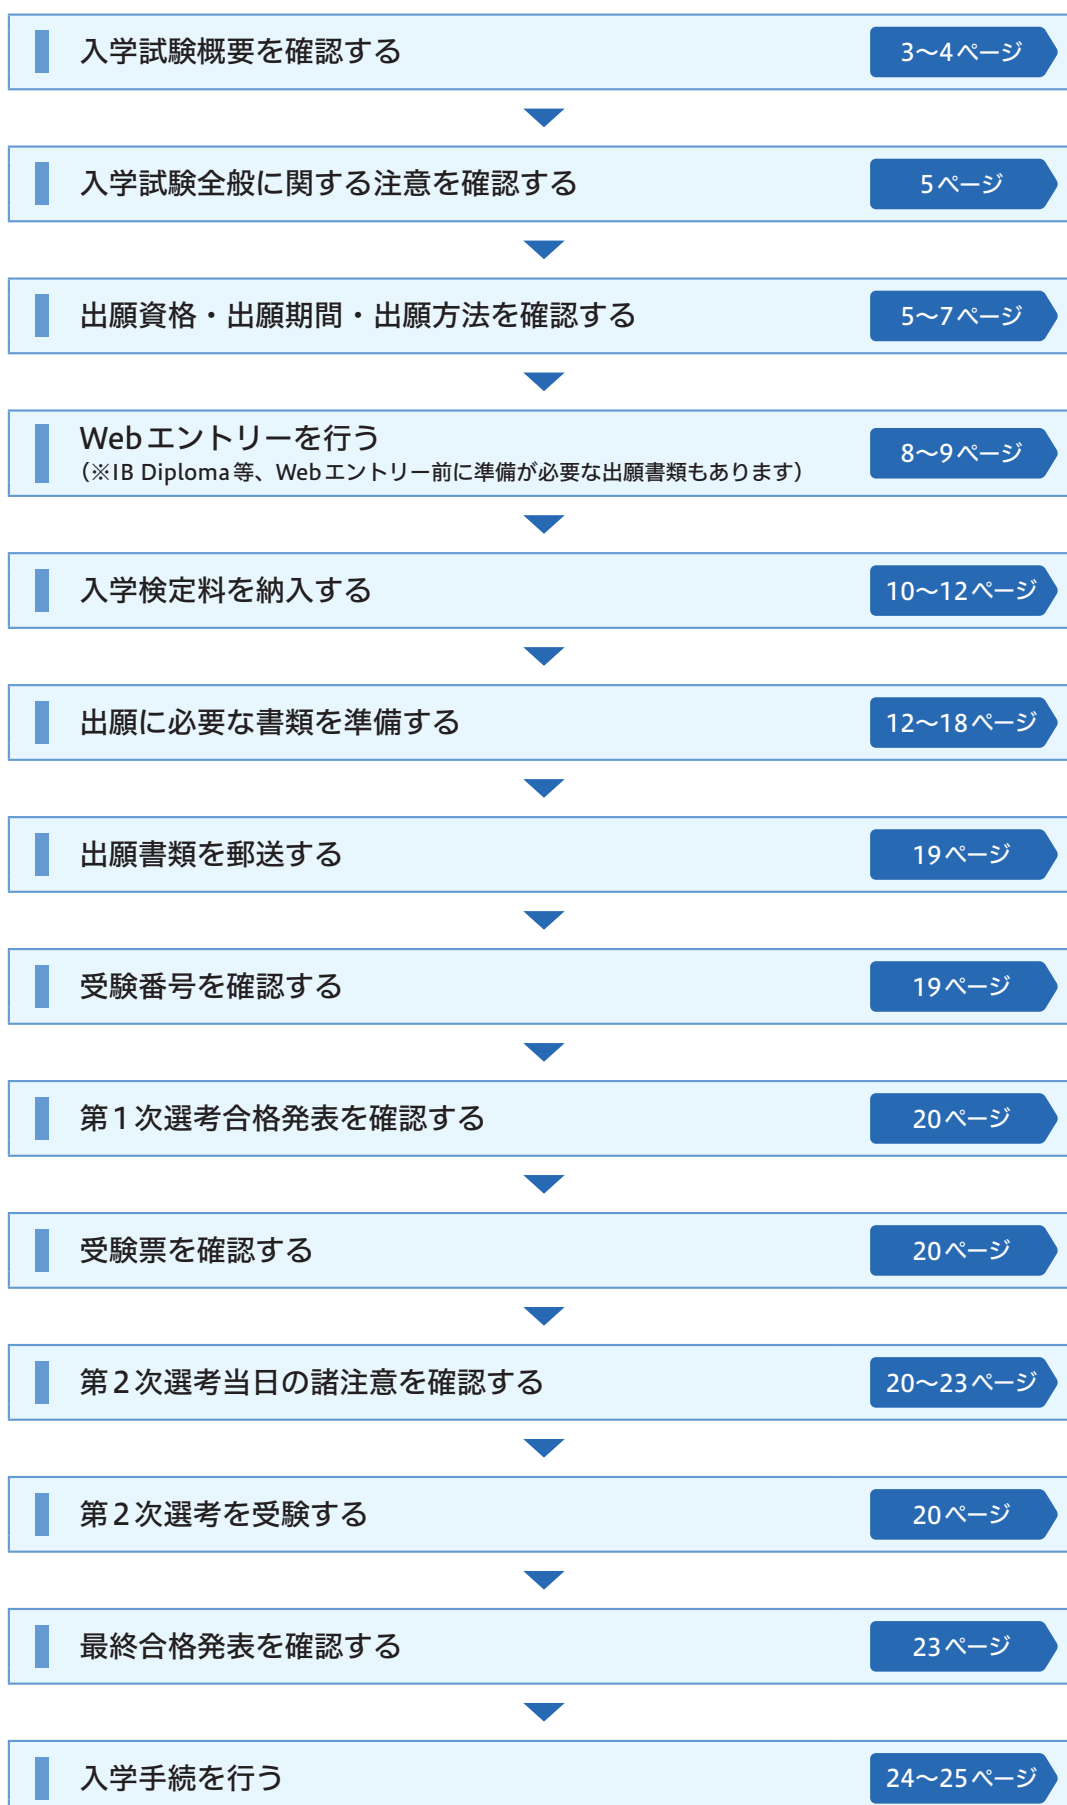 入学試験概要を確認する
3〜4ページ
入学試験全般に関する注意を確認する
5ページ
出願資格・出願期間・出願方法を確認する
5〜7ページ
Webエントリーを行う
（※IB Diploma等、Webエントリー前に準備が必要な出願書類もあります）
8〜9ページ
入学検定料を納入する
10〜12ページ
出願に必要な書類を準備する
12〜18ページ
出願書類を郵送する
19ページ
受験番号を確認する
19ページ
第1次選考合格発表を確認する
20ページ
受験票を確認する
20ページ
第2次選考当日の諸注意を確認する
20〜23ページ
第2次選考を受験する
20ページ
最終合格発表を確認する
23ページ
入学手続を行う
24〜25ページ